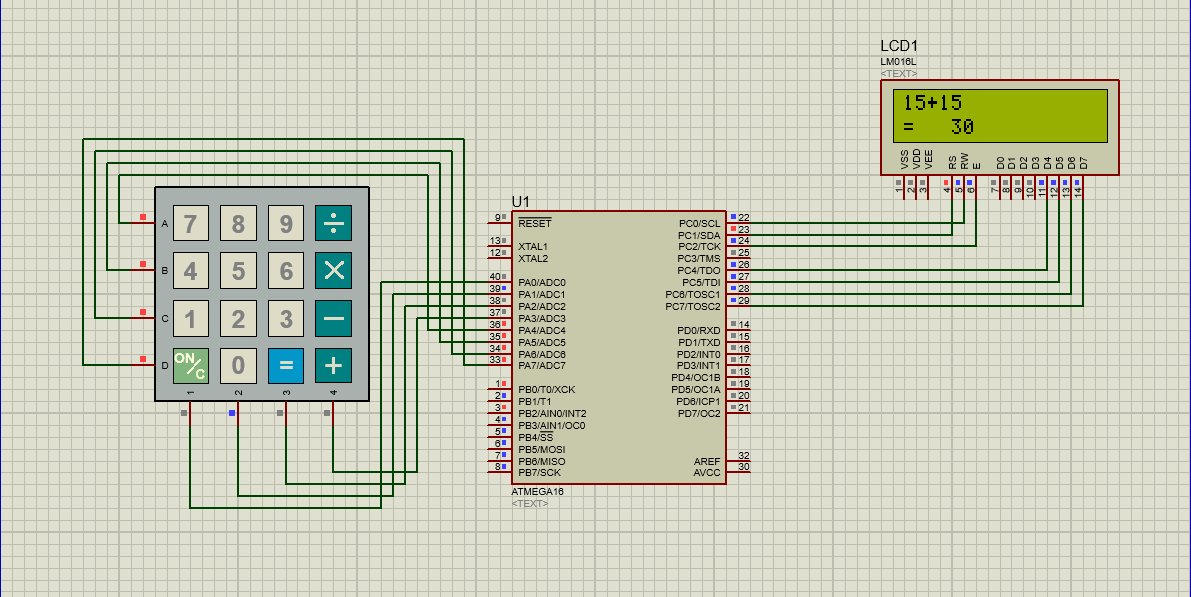 LCD1
LM016L
<TEXT>
15+15
= 30
VSS VDD VEE RS RW E D0 D1 D2 D3 D4 D5 D6 D7
1 2 3 4 5 6 7 8 9 10 11 12 13 14
A 7 8 9 ÷
B 4 5 6 ×
C 1 2 3 −
D ON/C 0 = +
1 2 3 4
U1
9 RESET
13 XTAL1
12 XTAL2
40 PA0/ADC0
39 PA1/ADC1
38 PA2/ADC2
37 PA3/ADC3
36 PA4/ADC4
35 PA5/ADC5
34 PA6/ADC6
33 PA7/ADC7
1 PB0/T0/XCK
2 PB1/T1
3 PB2/AIN0/INT2
4 PB3/AIN1/OC0
5 PB4/SS
6 PB5/MOSI
7 PB6/MISO
8 PB7/SCK
PC0/SCL 22
PC1/SDA 23
PC2/TCK 24
PC3/TMS 25
PC4/TDO 26
PC5/TDI 27
PC6/TOSC1 28
PC7/TOSC2 29
PD0/RXD 14
PD1/TXD 15
PD2/INT0 16
PD3/INT1 17
PD4/OC1B 18
PD5/OC1A 19
PD6/ICP1 20
PD7/OC2 21
AREF 32
AVCC 30
ATMEGA16
<TEXT>